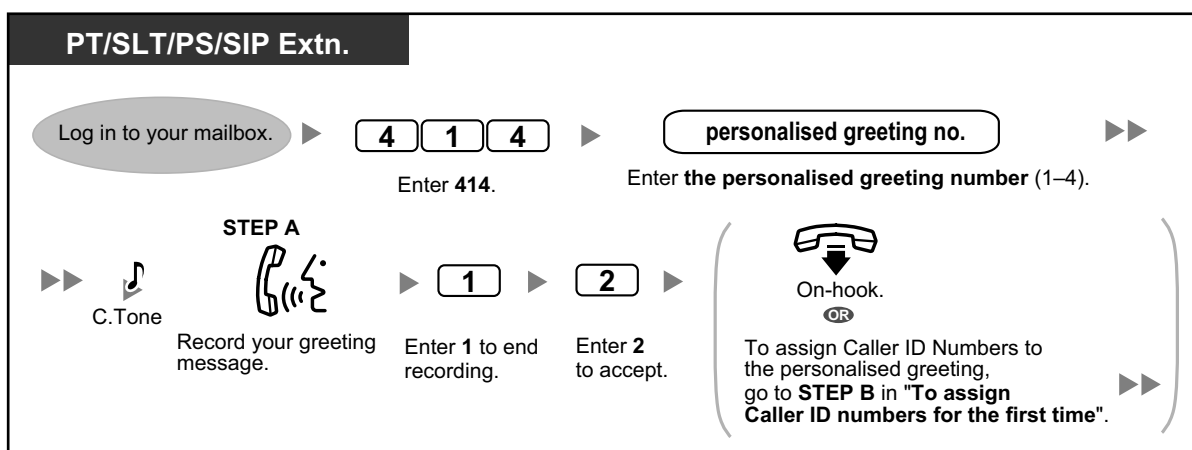 PT/SLT/PS/SIP Extn.
Log in to your mailbox.
4 1 4
Enter 414.
personalised greeting no.
Enter the personalised greeting number (1–4).
C.Tone
STEP A
Record your greeting
message.
1
Enter 1 to end
recording.
2
Enter 2
to accept.
On-hook.
OR
To assign Caller ID Numbers to
the personalised greeting,
go to STEP B in "To assign
Caller ID numbers for the first time".